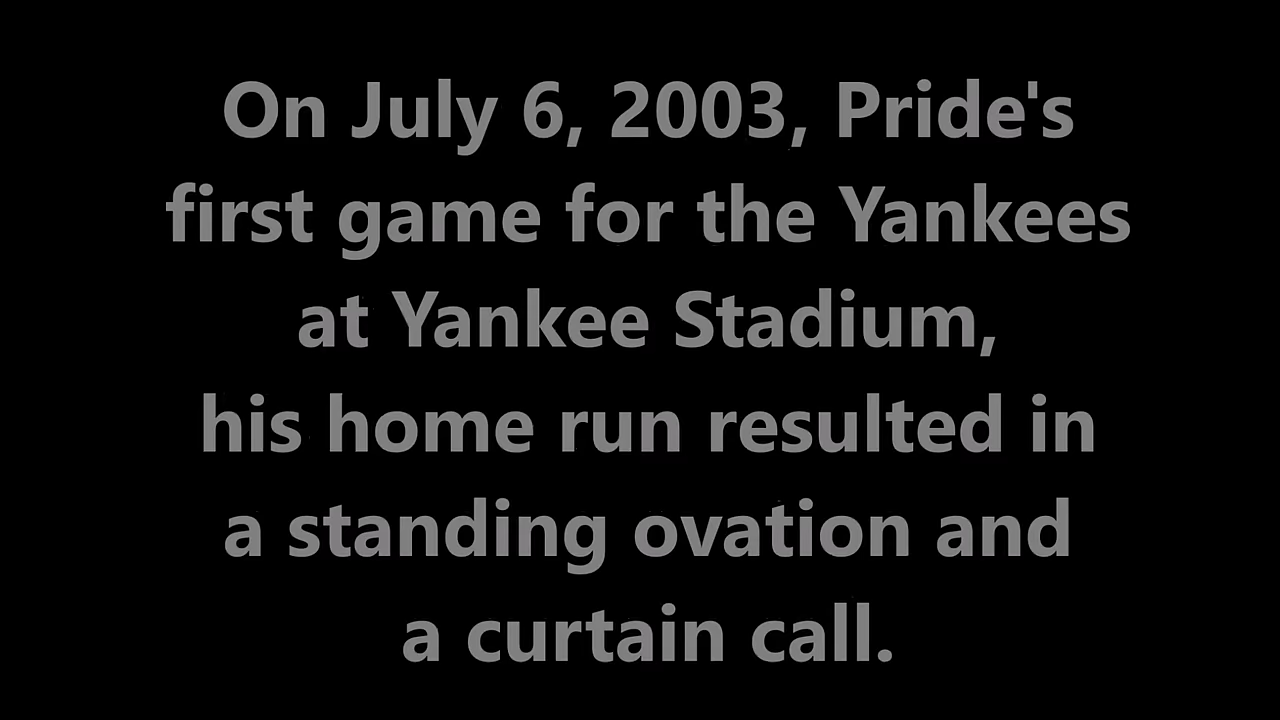 On July 6, 2003, Pride's
first game for the Yankees
at Yankee Stadium,
his home run resulted in
a standing ovation and
a curtain call.